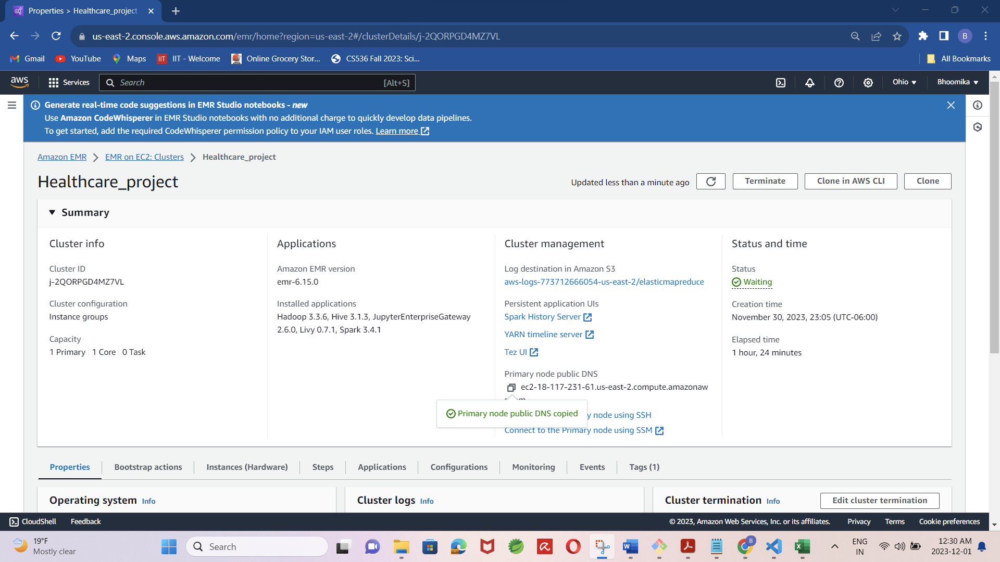 Properties > Healthcare_project
us-east-2.console.aws.amazon.com/emr/home?region=us-east-2#/clusterDetails/j-2QORPGD4MZ7VL
B
Gmail
YouTube
Maps
IIT
IIT - Welcome
Online Grocery Stor...
CS536 Fall 2023: Sci...
All Bookmarks
aws
Services
Search
[Alt+S]
Ohio
Bhoomika
Generate real-time code suggestions in EMR Studio notebooks - new
Use Amazon CodeWhisperer in EMR Studio notebooks with no additional charge to quickly develop data pipelines.
To get started, add the required CodeWhisperer permission policy to your IAM user roles. Learn more
Amazon EMR
EMR on EC2: Clusters
Healthcare_project
Healthcare_project
Updated less than a minute ago
Terminate
Clone in AWS CLI
Clone
Summary
Cluster info
Cluster ID
j-2QORPGD4MZ7VL
Cluster configuration
Instance groups
Capacity
1 Primary
1 Core
0 Task
Applications
Amazon EMR version
emr-6.15.0
Installed applications
Hadoop 3.3.6, Hive 3.1.3, JupyterEnterpriseGateway
2.6.0, Livy 0.7.1, Spark 3.4.1
Cluster management
Log destination in Amazon S3
aws-logs-773712666054-us-east-2/elasticmapreduce
Persistent application UIs
Spark History Server
YARN timeline server
Tez UI
Primary node public DNS
ec2-18-117-231-61.us-east-2.compute.amazonaw
Primary node public DNS copied
y node using SSH
Connect to the Primary node using SSM
Status and time
Status
Waiting
Creation time
November 30, 2023, 23:05 (UTC-06:00)
Elapsed time
1 hour, 24 minutes
Properties
Bootstrap actions
Instances (Hardware)
Steps
Applications
Configurations
Monitoring
Events
Tags (1)
Operating system Info
Cluster logs Info
Cluster termination Info
Edit cluster termination
CloudShell
Feedback
© 2023, Amazon Web Services, Inc. or its affiliates.
Privacy
Terms
Cookie preferences
19°F
Mostly clear
Search
B
ENG
IN
12:30 AM
2023-12-01